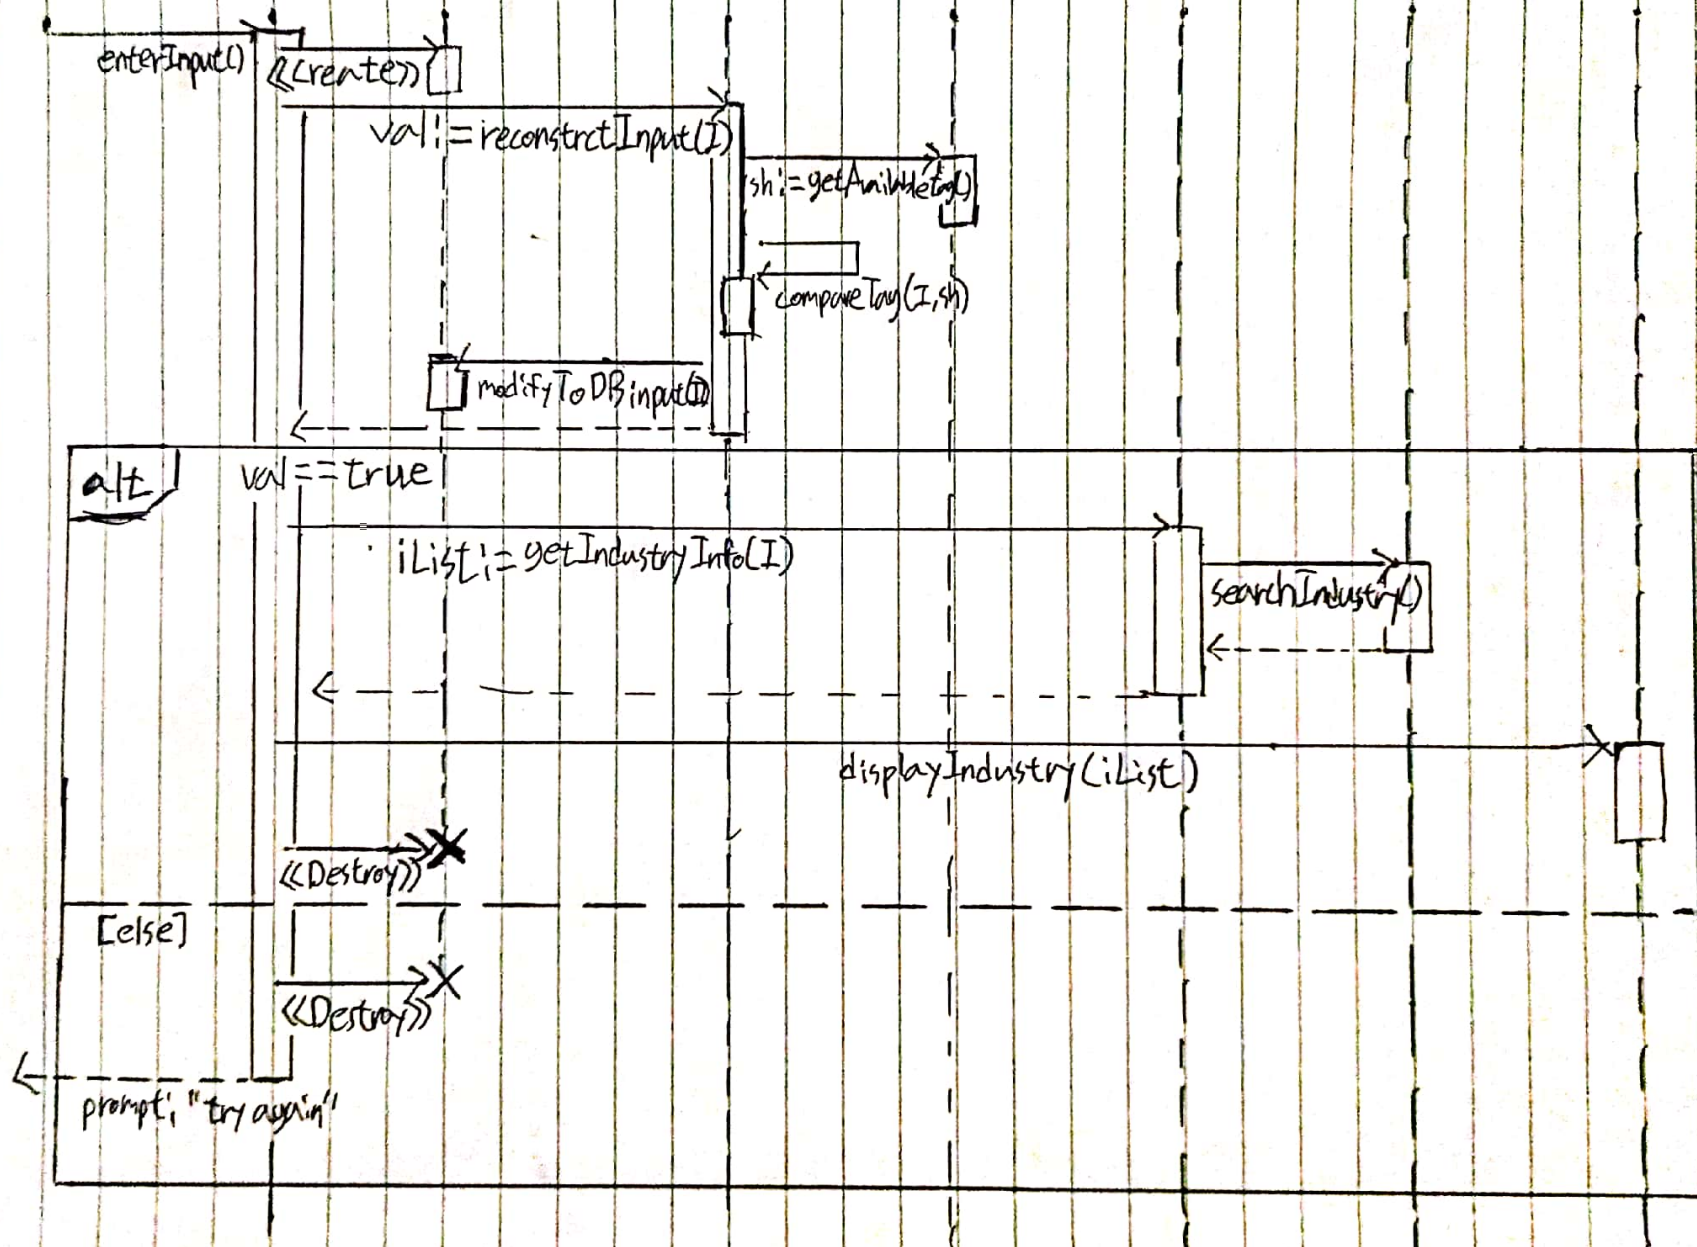 enterInput()
<<create>>
val:=reconstrctInput(I)
sh:=getAvailableTag()
compareTag(I,sh)
modifyToDBinput(I)
alt
val==true
iList:=getIndustryInfo(I)
searchIndustry()
displayIndustry(iList)
<<Destroy>>
[else]
<<Destroy>>
prompt: "try again"